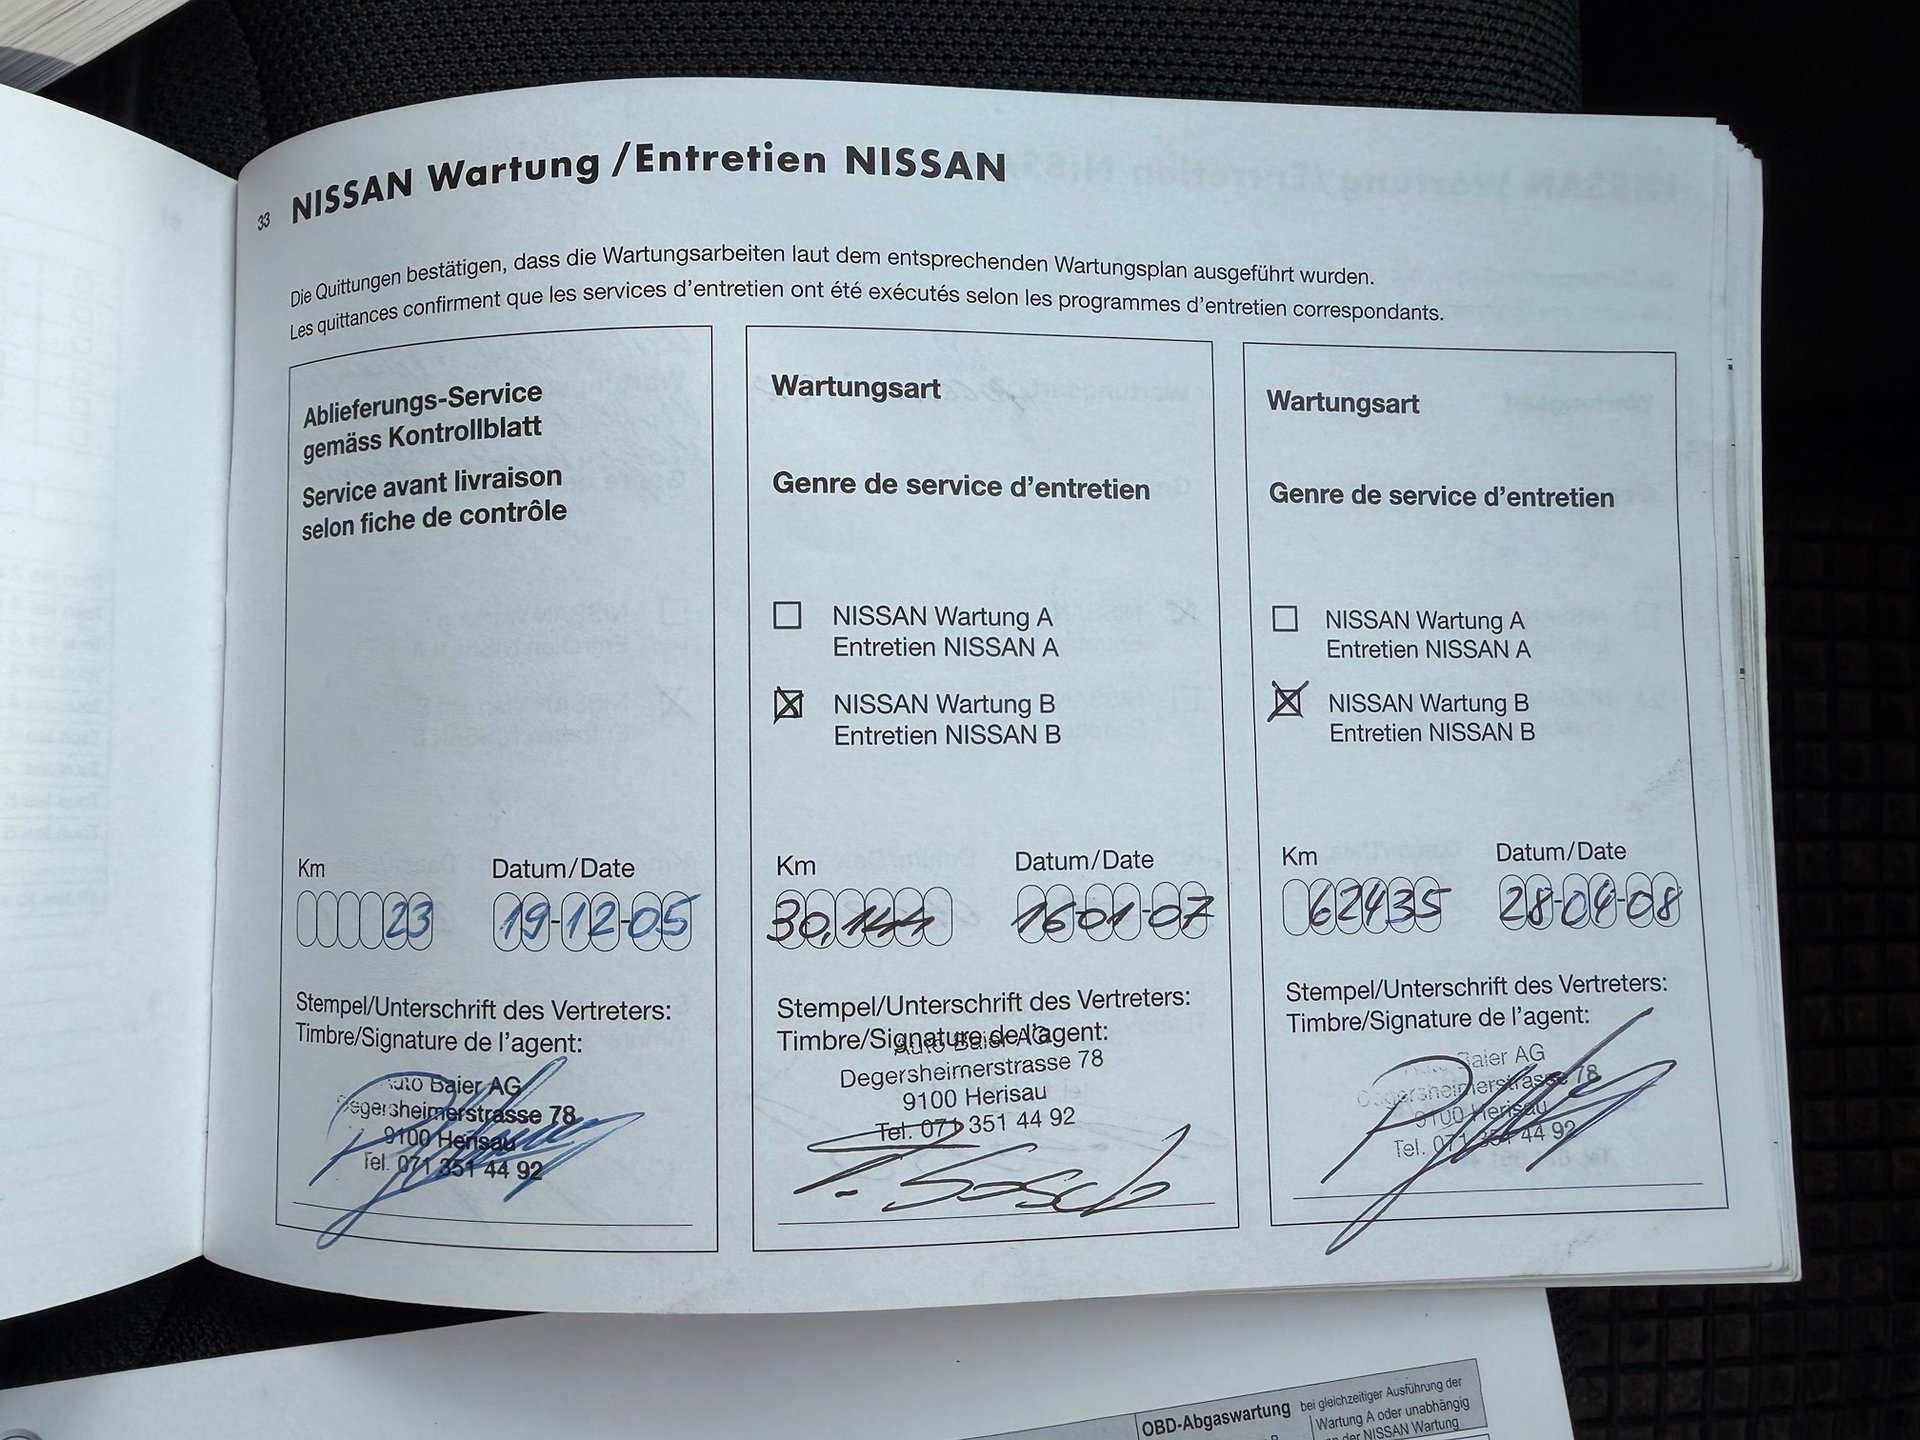 33 NISSAN Wartung / Entretien NISSAN
Die Quittungen bestätigen, dass die Wartungsarbeiten laut dem entsprechenden Wartungsplan ausgeführt wurden.
Les quittances confirment que les services d'entretien ont été exécutés selon les programmes d'entretien correspondants.
Ablieferungs-Service
gemäss Kontrollblatt
Service avant livraison
selon fiche de contrôle
Km Datum/Date
23 19-12-05
Stempel/Unterschrift des Vertreters:
Timbre/Signature de l'agent:
Auto Baier AG
Degersheimerstrasse 78
9100 Herisau
Tel. 071 351 44 92
Wartungsart
Genre de service d'entretien
NISSAN Wartung A
Entretien NISSAN A
NISSAN Wartung B
Entretien NISSAN B
Km Datum/Date
30,144 16-01-07
Stempel/Unterschrift des Vertreters:
Timbre/Signature de l'agent:
Auto Baier AG
Degersheimerstrasse 78
9100 Herisau
Tel. 071 351 44 92
Wartungsart
Genre de service d'entretien
NISSAN Wartung A
Entretien NISSAN A
NISSAN Wartung B
Entretien NISSAN B
Km Datum/Date
62435 28-04-08
Stempel/Unterschrift des Vertreters:
Timbre/Signature de l'agent:
Baier AG
Degersheimerstrasse 78
9100 Herisau
Tel. 071 351 44 92
OBD-Abgaswartung
bei gleichzeitiger Ausführung der
Wartung A oder unabhängig
der NISSAN Wartung